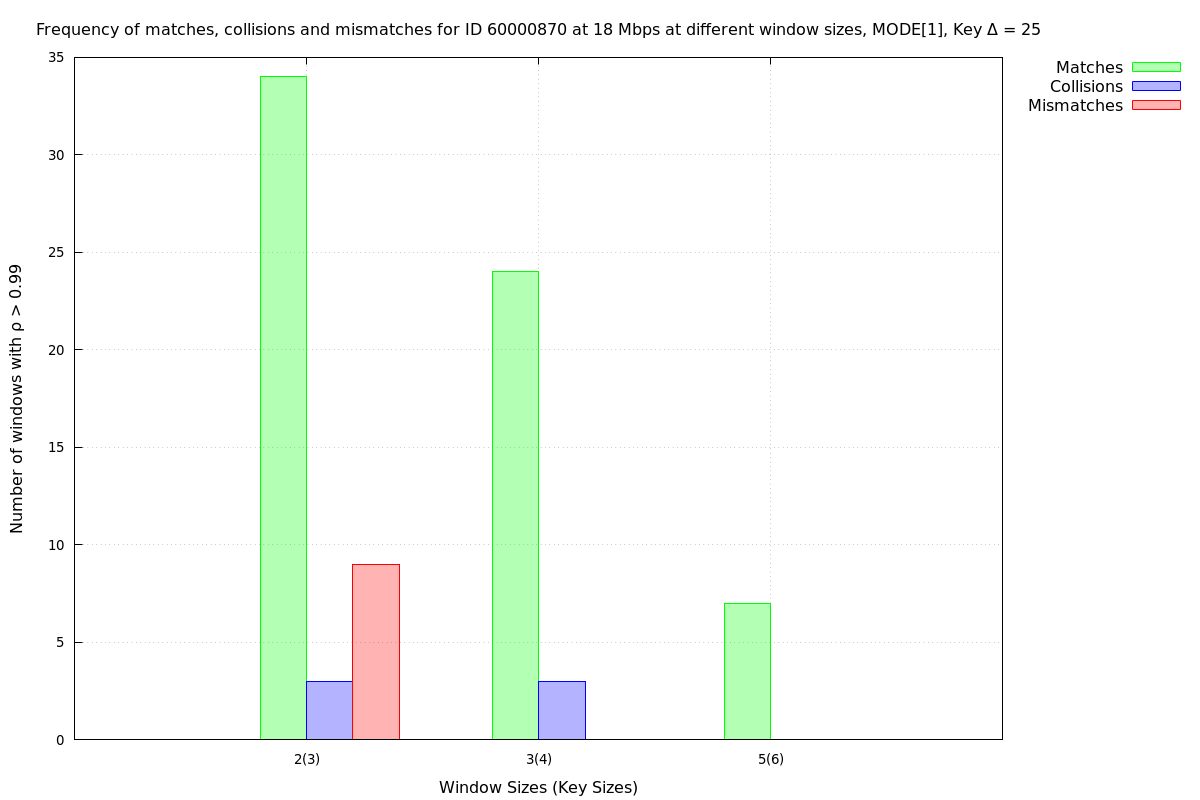 Frequency of matches, collisions and mismatches for ID 60000870 at 18 Mbps at different window sizes, MODE[1], Key Δ = 25
Matches
Collisions
Mismatches
Number of windows with ρ > 0.99
35
30
25
20
15
10
5
0
2(3) 3(4) 5(6)
Window Sizes (Key Sizes)